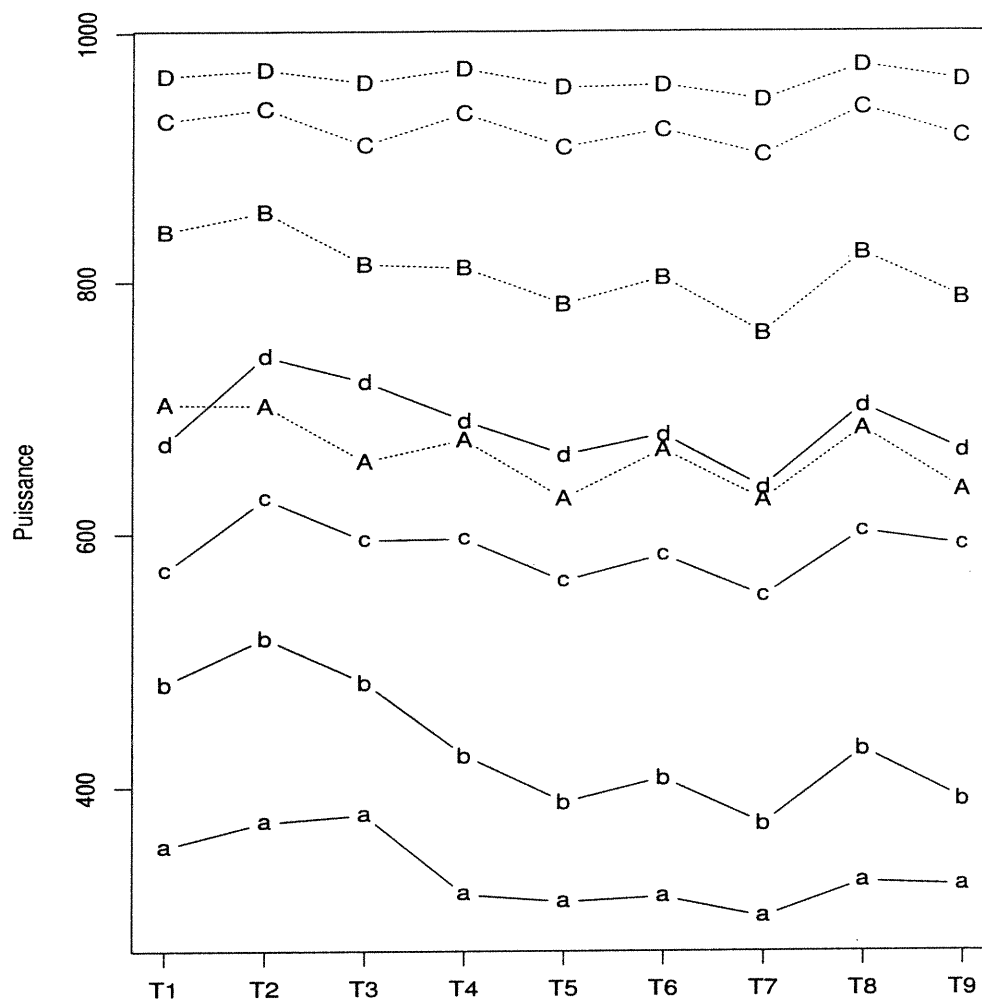 1000
D D D D D D D D D
C C C C C C C C C
B B B B B B B B B
800
d d d d d d d d d
A A A A A A A A A
Puissance
600
c c c c c c c c c
b b b b b b b b b
400
a a a a a a a a a
T1 T2 T3 T4 T5 T6 T7 T8 T9